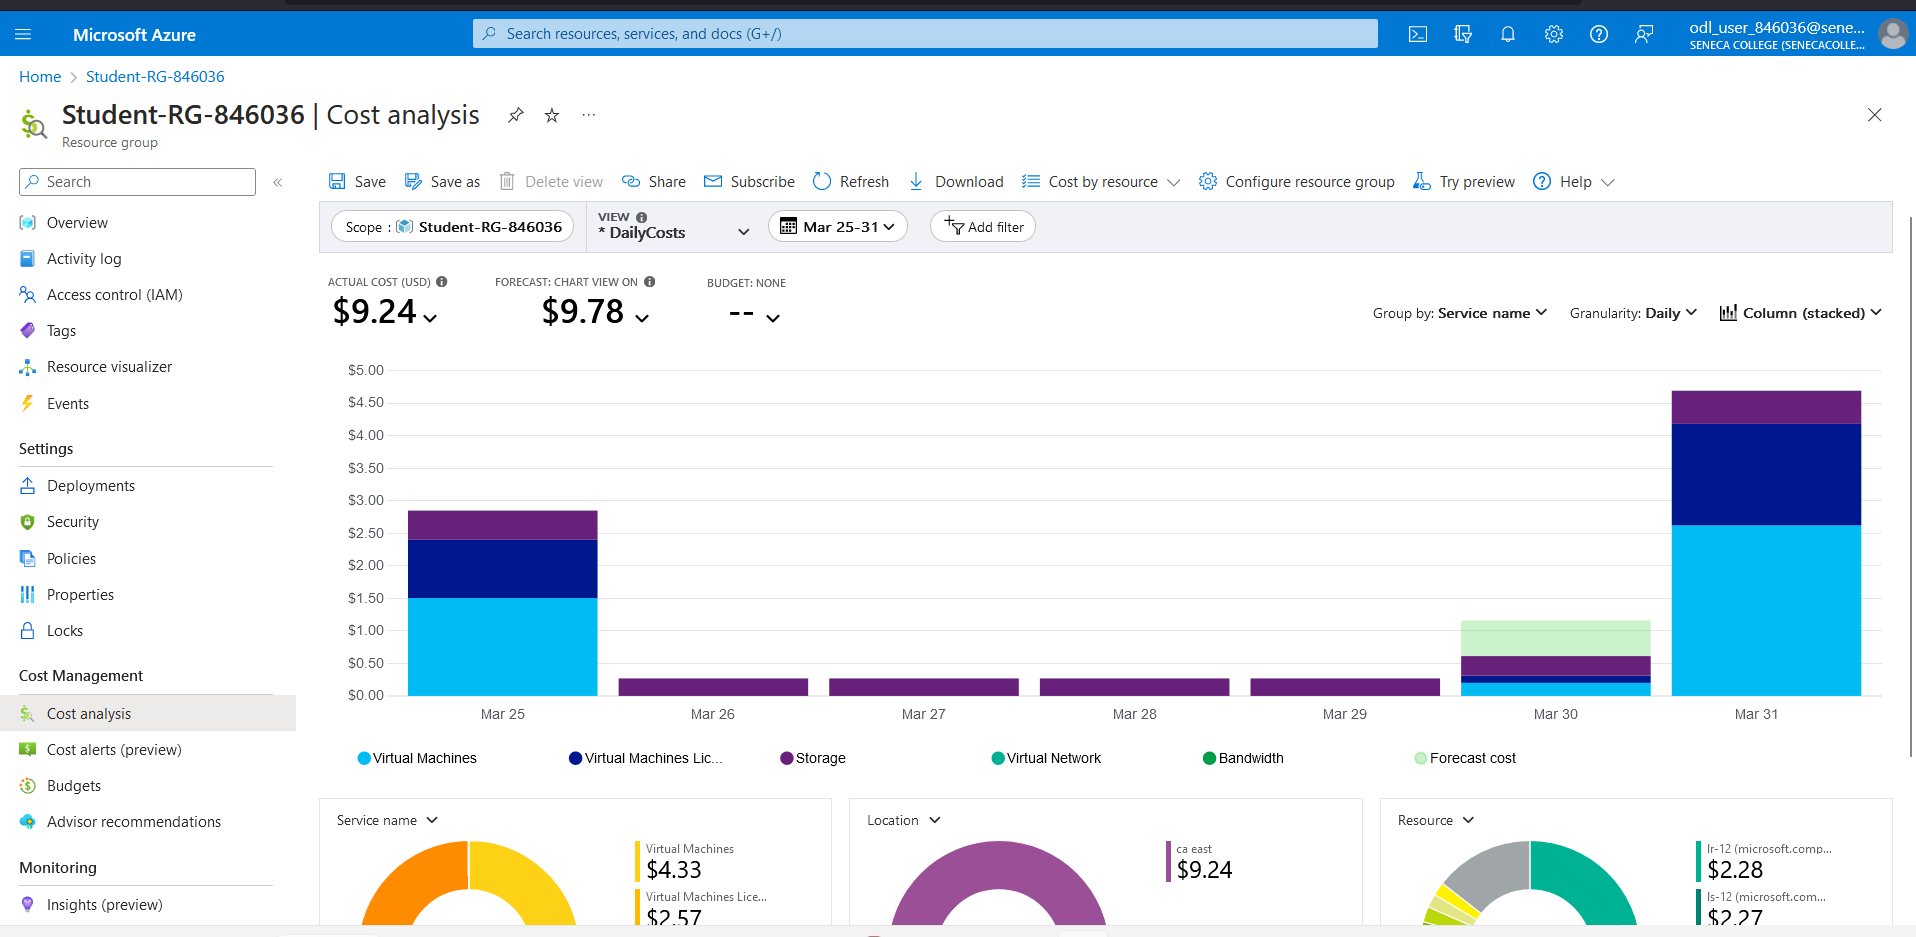 Microsoft Azure
Search resources, services, and docs (G+/)
odl_user_846036@sene...
SENECA COLLEGE (SENECACOLLE...
Home > Student-RG-846036
Student-RG-846036 | Cost analysis
Resource group
Search
«
Overview
Activity log
Access control (IAM)
Tags
Resource visualizer
Events
Settings
Deployments
Security
Policies
Properties
Locks
Cost Management
Cost analysis
Cost alerts (preview)
Budgets
Advisor recommendations
Monitoring
Insights (preview)
Save
Save as
Delete view
Share
Subscribe
Refresh
Download
Cost by resource
Configure resource group
Try preview
Help
Scope : Student-RG-846036
VIEW
* DailyCosts
Mar 25-31
Add filter
ACTUAL COST (USD)
$9.24
FORECAST: CHART VIEW ON
$9.78
BUDGET: NONE
--
Group by: Service name
Granularity: Daily
Column (stacked)
$5.00
$4.50
$4.00
$3.50
$3.00
$2.50
$2.00
$1.50
$1.00
$0.50
$0.00
Mar 25
Mar 26
Mar 27
Mar 28
Mar 29
Mar 30
Mar 31
Virtual Machines
Virtual Machines Lic...
Storage
Virtual Network
Bandwidth
Forecast cost
Service name
Virtual Machines
$4.33
Virtual Machines Lice...
$2.57
Location
ca east
$9.24
Resource
lr-12 (microsoft.comp...
$2.28
ls-12 (microsoft.com...
$2.27